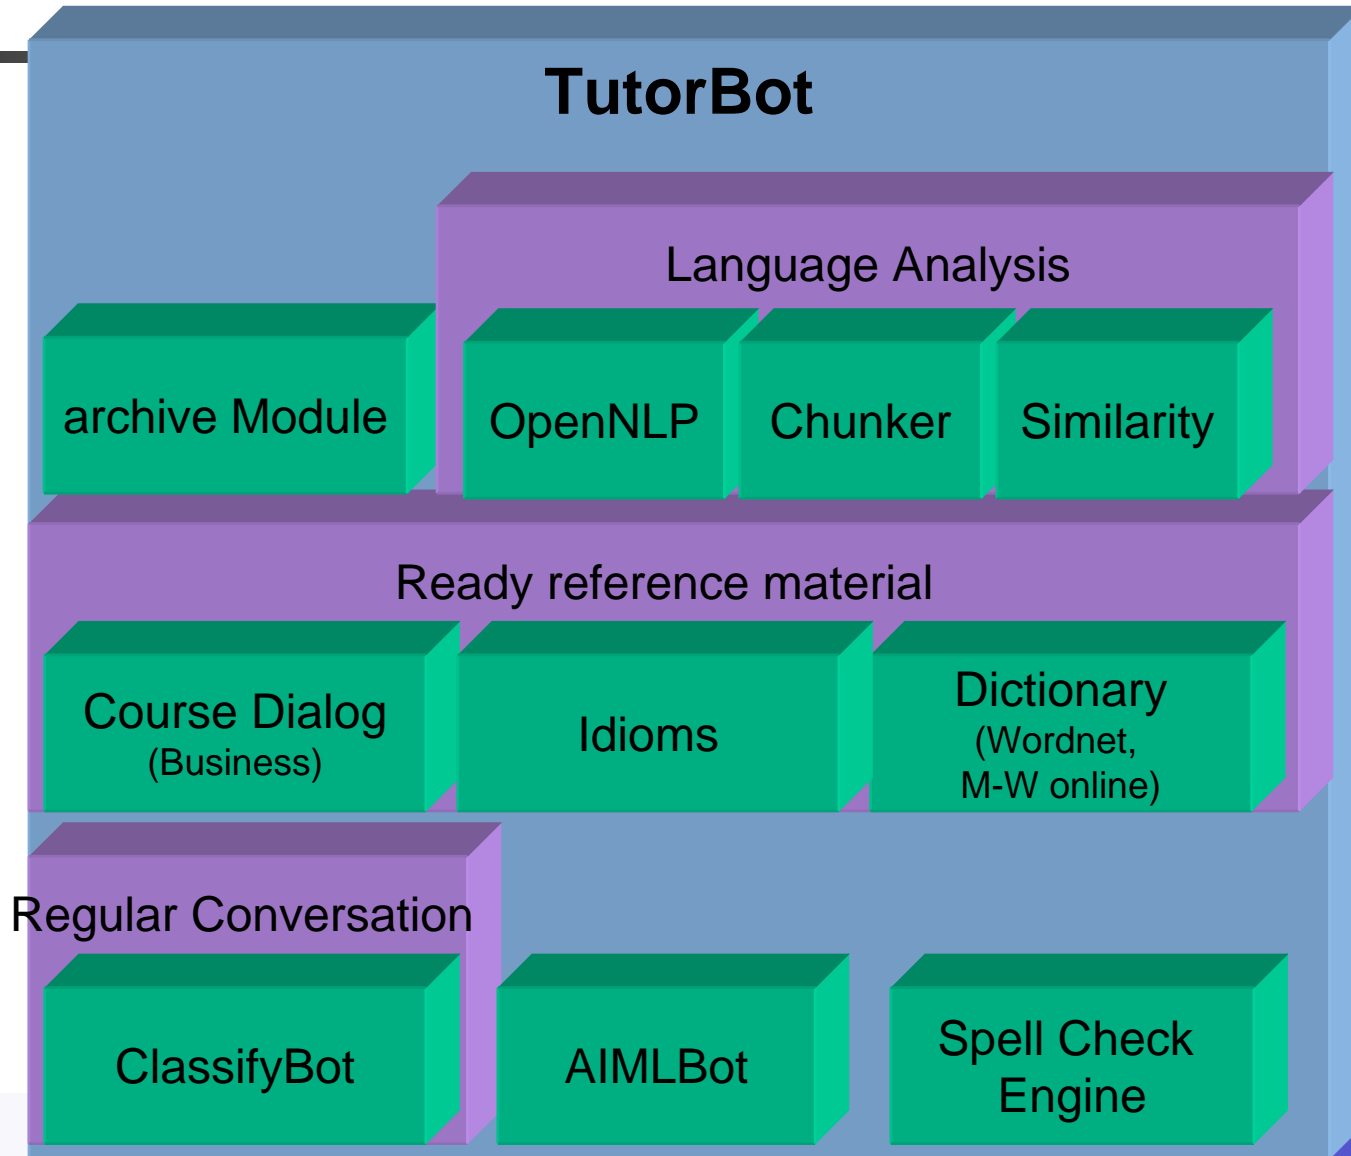 TutorBot
Language Analysis
archive Module
OpenNLP
Chunker
Similarity
Ready reference material
Course Dialog
(Business)
Idioms
Dictionary
(Wordnet,
M-W online)
Regular Conversation
ClassifyBot
AIMLBot
Spell Check
Engine